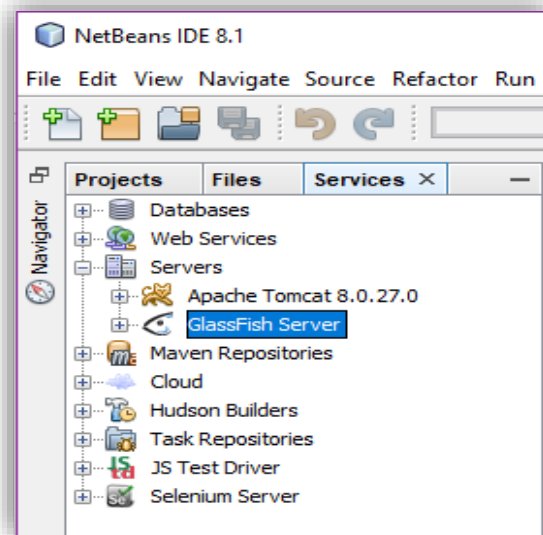 NetBeans IDE 8.1
File Edit View Navigate Source Refactor Run
Projects Files Services
Navigator
Databases
Web Services
Servers
Apache Tomcat 8.0.27.0
GlassFish Server
Maven Repositories
Cloud
Hudson Builders
Task Repositories
JS Test Driver
Selenium Server